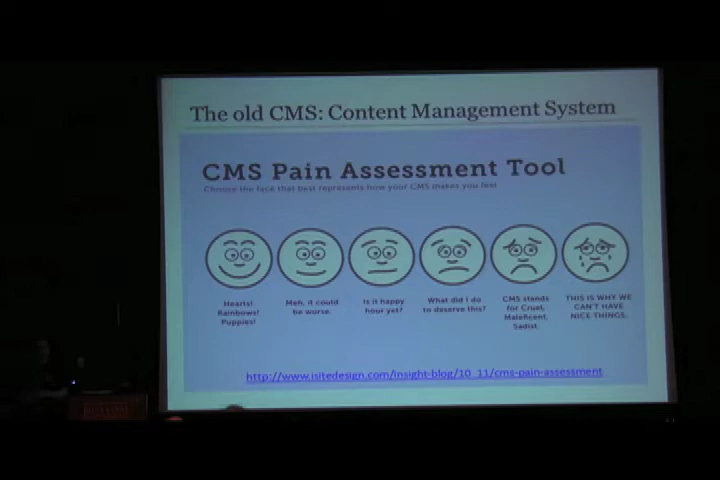 The old CMS: Content Management System
CMS Pain Assessment Tool
Choose the face that best represents how your CMS makes you feel
Hearts!
Rainbows!
Puppies!
Meh, it could
be worse.
Is it happy
hour yet?
What did I do
to deserve this?
CMS stands
for Cruel,
Maleficent,
Sadist.
THIS IS WHY WE
CAN'T HAVE
NICE THINGS.
http://www.isitedesign.com/insight-blog/10_11/cms-pain-assessment